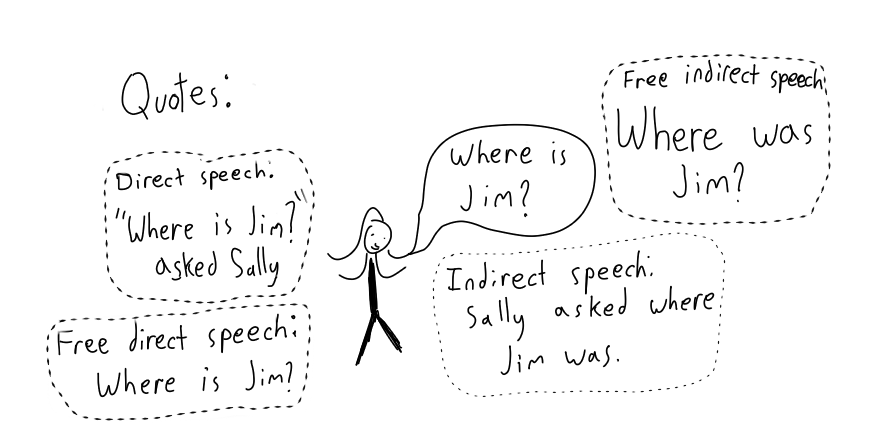 Quotes:
Direct speech:
"Where is Jim?"
asked Sally
Free direct speech:
Where is Jim?
Where is
Jim?
Free indirect speech:
Where was
Jim?
Indirect speech:
Sally asked where
Jim was.